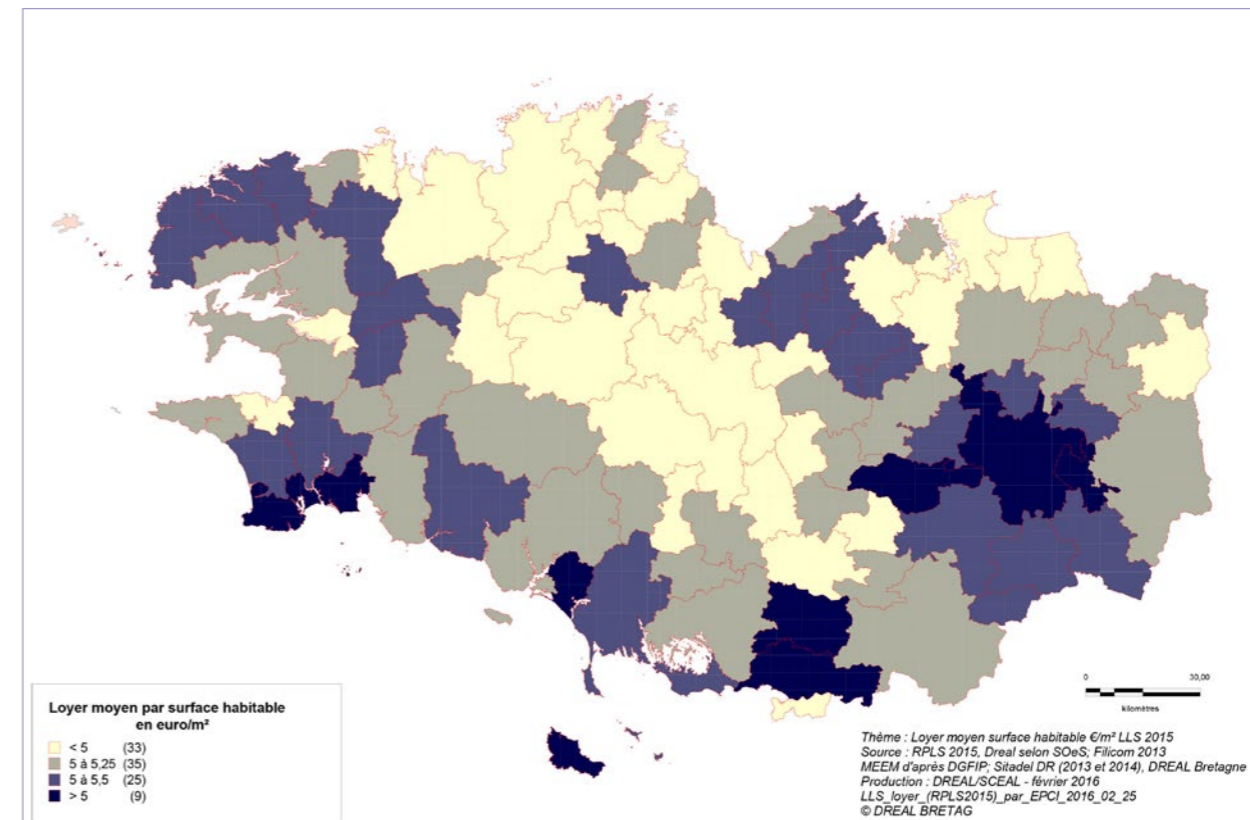 Loyer moyen par surface habitable
en euro/m²
< 5 (33)
5 à 5,25 (35)
5 à 5,5 (25)
> 5 (9)
0 30,00
kilomètres
Thème : Loyer moyen surface habitable €/m² LLS 2015
Source : RPLS 2015, Dreal selon SOeS; Filicom 2013
MEEM d'après DGFIP; Sitadel DR (2013 et 2014), DREAL Bretagne
Production : DREAL/SCEAL - février 2016
LLS_loyer_(RPLS2015)_par_EPCI_2016_02_25
© DREAL BRETAG